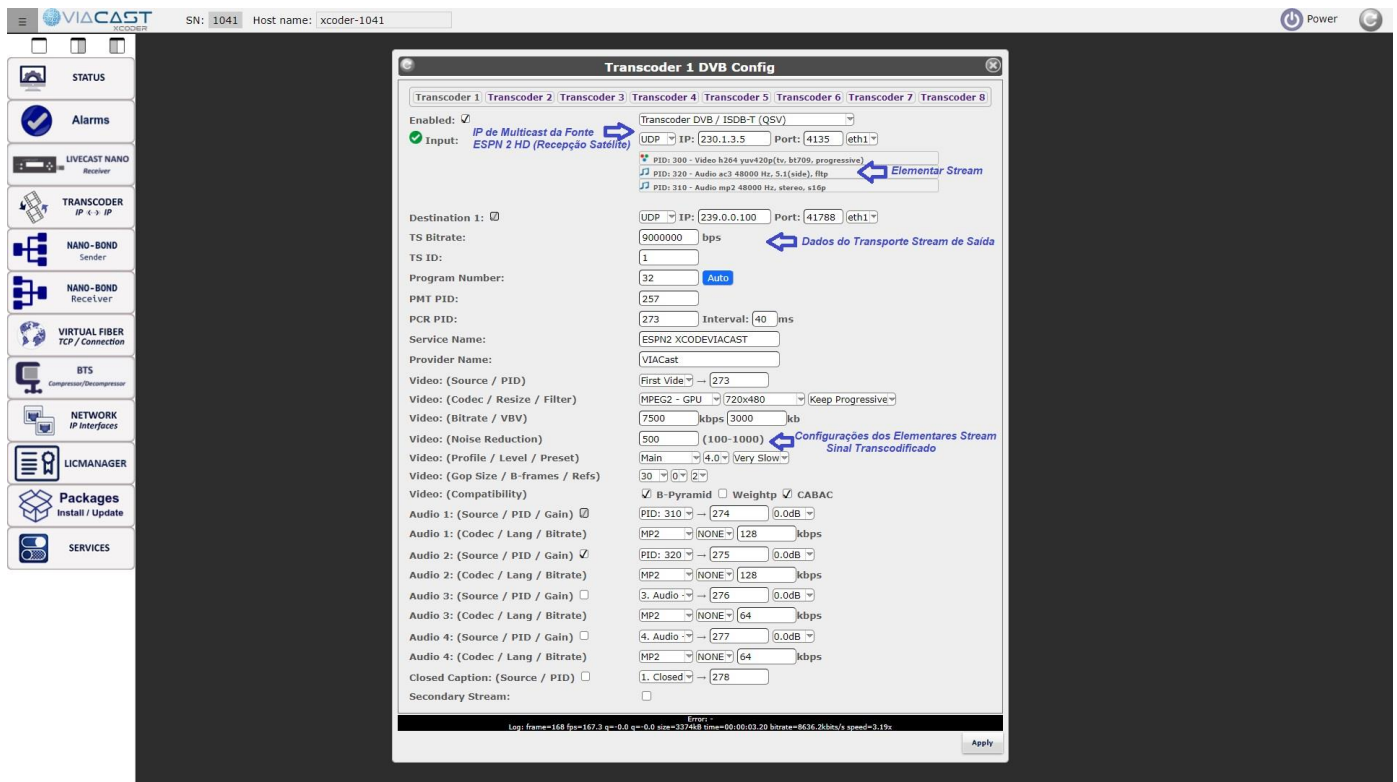 VIACAST
XCODER
SN: 1041 Host name: xcoder-1041
Power
STATUS
Alarms
LIVECAST NANO
Receiver
TRANSCODER
IP <-> IP
NANO-BOND
Sender
NANO-BOND
Receiver
VIRTUAL FIBER
TCP / Connection
BTS
Compressor/Decompressor
NETWORK
IP Interfaces
LICMANAGER
Packages
Install / Update
SERVICES
Transcoder 1 DVB Config
Transcoder 1 Transcoder 2 Transcoder 3 Transcoder 4 Transcoder 5 Transcoder 6 Transcoder 7 Transcoder 8
Enabled: Transcoder DVB / ISDB-T (QSV)
Input: UDP IP: 230.1.3.5 Port: 4135 eth1
IP de Multicast da Fonte
ESPN 2 HD (Recepção Satélite)
PID: 300 - Video h264 yuv420p(tv, bt709, progressive)
PID: 320 - Audio ac3 48000 Hz, 5.1(side), fltp
PID: 310 - Audio mp2 48000 Hz, stereo, s16p
Elementar Stream
Destination 1: UDP IP: 239.0.0.100 Port: 41788 eth1
TS Bitrate: 9000000 bps
Dados do Transporte Stream de Saída
TS ID: 1
Program Number: 32 Auto
PMT PID: 257
PCR PID: 273 Interval: 40 ms
Service Name: ESPN2 XCODEVIACAST
Provider Name: VIACast
Video: (Source / PID) First Vide → 273
Video: (Codec / Resize / Filter) MPEG2 - GPU 720x480 Keep Progressive
Video: (Bitrate / VBV) 7500 kbps 3000 kb
Video: (Noise Reduction) 500 (100-1000)
Configurações dos Elementares Stream
Sinal Transcodificado
Video: (Profile / Level / Preset) Main 4.0 Very Slow
Video: (Gop Size / B-frames / Refs) 30 0 2
Video: (Compatibility) B-Pyramid Weightp CABAC
Audio 1: (Source / PID / Gain) PID: 310 → 274 0.0dB
Audio 1: (Codec / Lang / Bitrate) MP2 NONE 128 kbps
Audio 2: (Source / PID / Gain) PID: 320 → 275 0.0dB
Audio 2: (Codec / Lang / Bitrate) MP2 NONE 128 kbps
Audio 3: (Source / PID / Gain) 3. Audio - → 276 0.0dB
Audio 3: (Codec / Lang / Bitrate) MP2 NONE 64 kbps
Audio 4: (Source / PID / Gain) 4. Audio - → 277 0.0dB
Audio 4: (Codec / Lang / Bitrate) MP2 NONE 64 kbps
Closed Caption: (Source / PID) 1. Closed → 278
Secondary Stream:
Error: -
Log: frame=168 fps=167.3 q=-0.0 q=-0.0 size=3374kB time=00:00:03.20 bitrate=8636.2kbits/s speed=3.19x
Apply